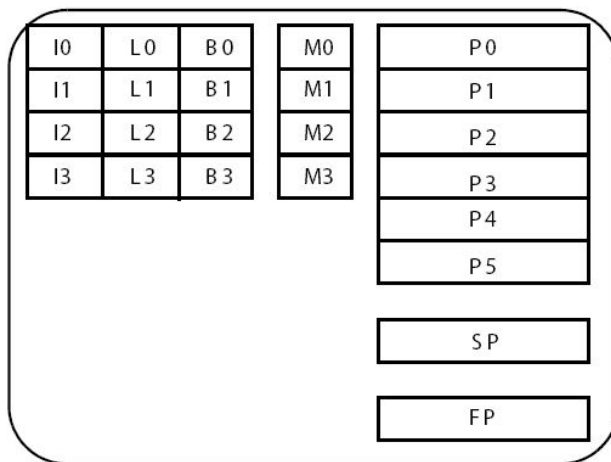 I0 L0 B0 M0 P0
I1 L1 B1 M1 P1
I2 L2 B2 M2 P2
I3 L3 B3 M3 P3
P4
P5
SP
FP